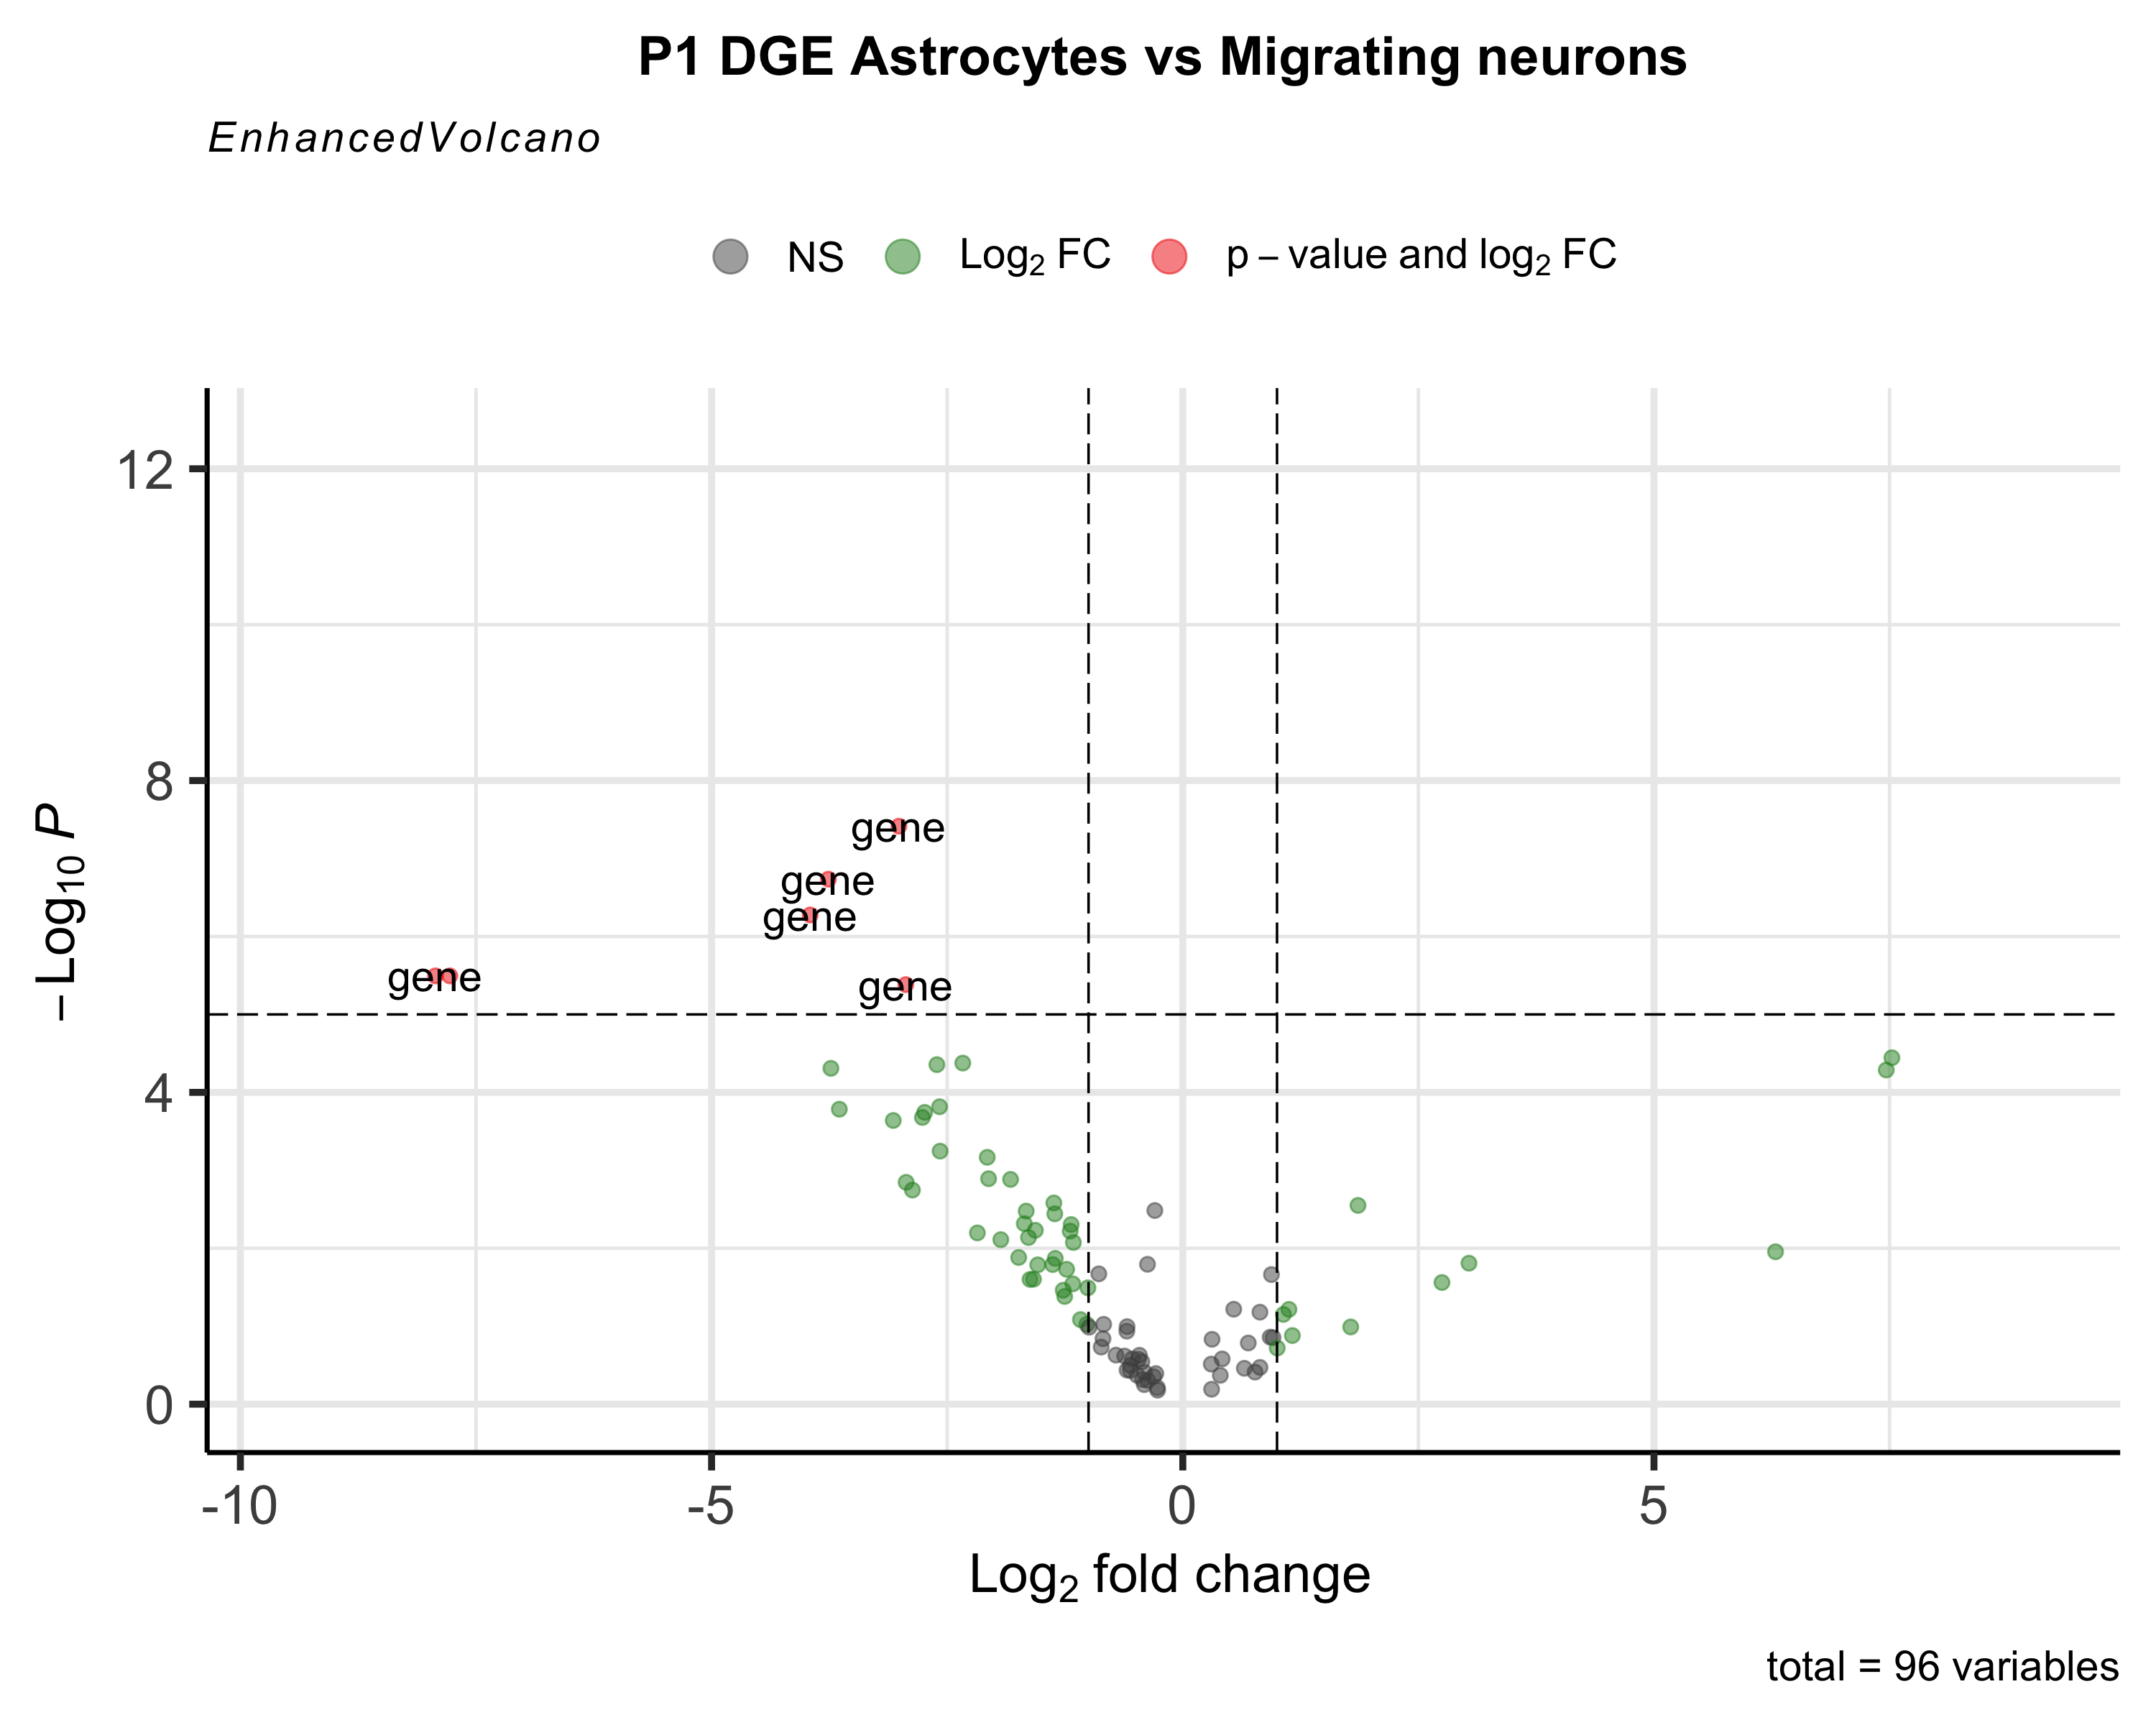 P1 DGE Astrocytes vs Migrating neurons
EnhancedVolcano
NS Log2 FC p – value and log2 FC
12
8
4
0
– Log10 P
gene
gene
gene
gene
gene
-10 -5 0 5
Log2 fold change
total = 96 variables